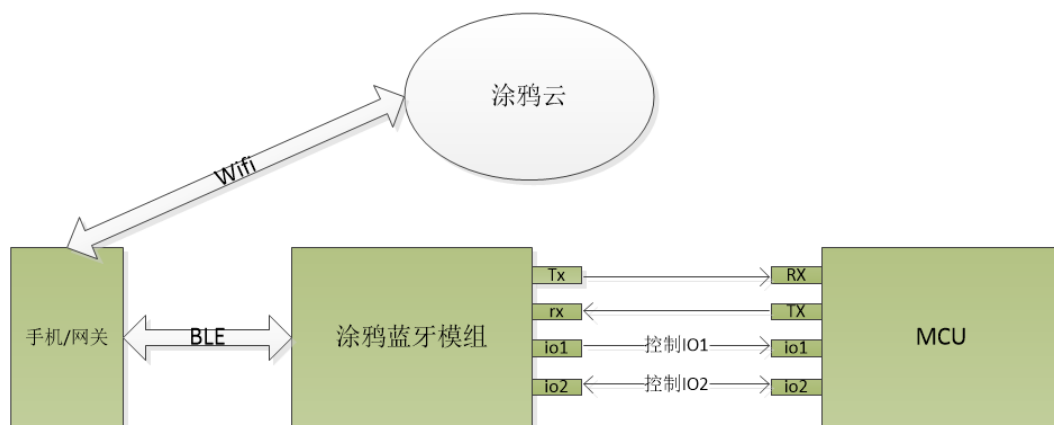 涂鸦云
Wifi
手机/网关
BLE
涂鸦蓝牙模组
Tx
RX
rx
TX
io1
控制IO1
io1
io2
控制IO2
io2
MCU